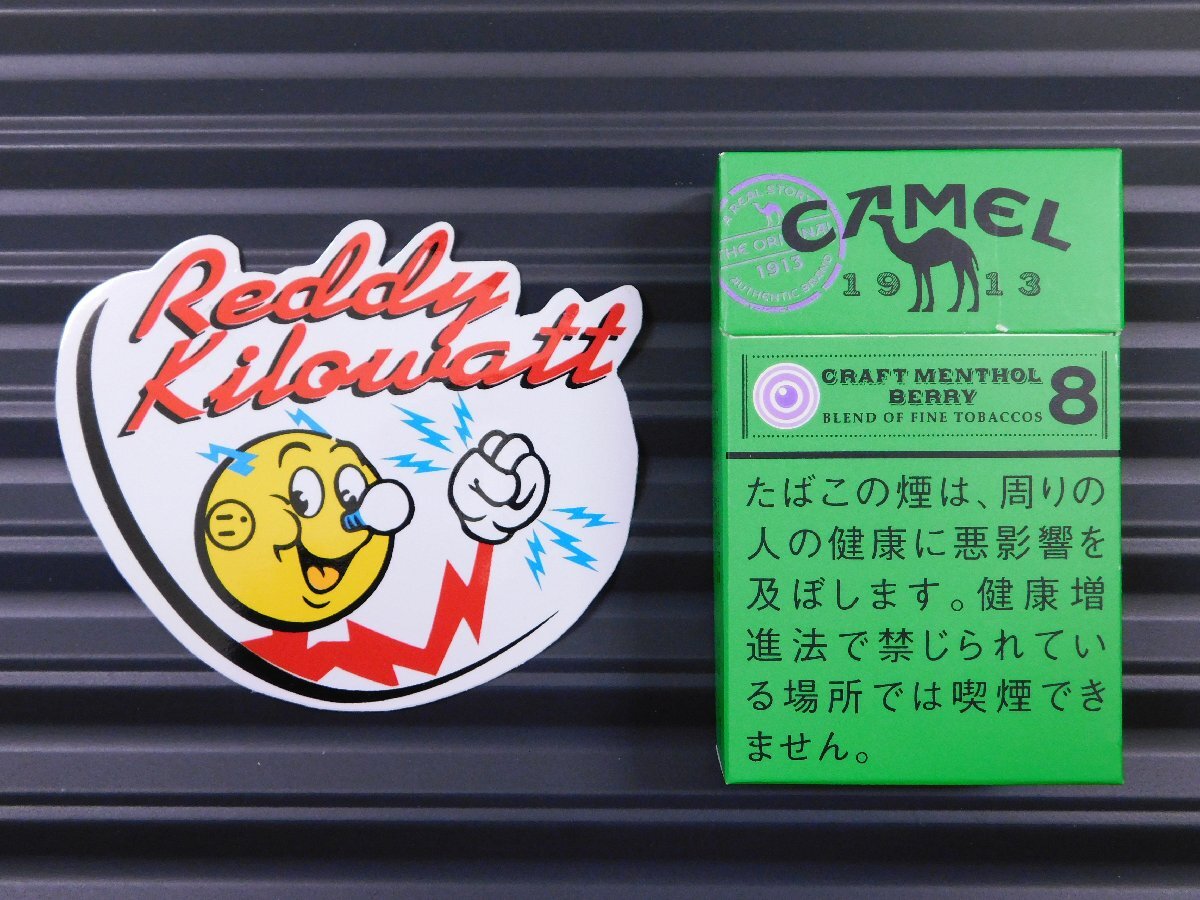 Reddy
Kilowatt
A REAL STORY
THE ORIGINAL
1913
AUTHENTIC BRAND
CAMEL
1913
CRAFT MENTHOL
BERRY
BLEND OF FINE TOBACCOS
8
たばこの煙は、周りの
人の健康に悪影響を
及ぼします。健康増
進法で禁じられてい
る場所では喫煙でき
ません。